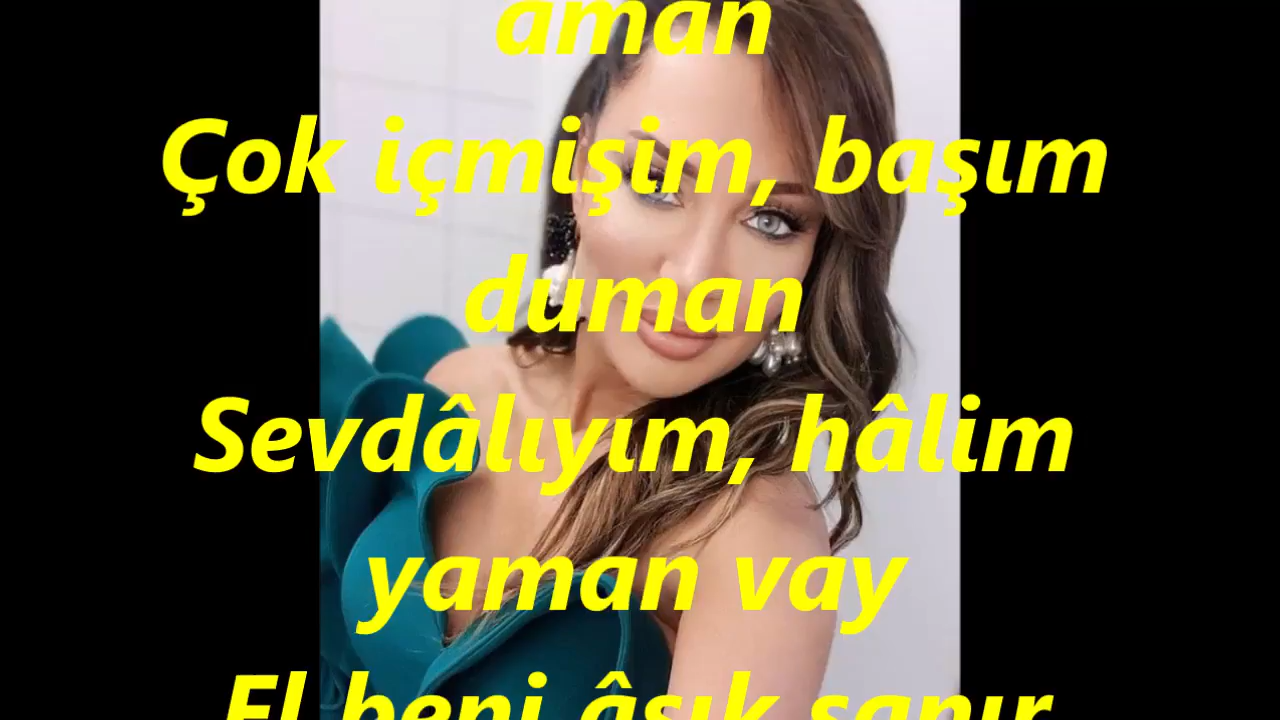 aman
Çok içmişim, başım
duman
Sevdâlıyım, hâlim
yaman vay
El beni âşık sanır